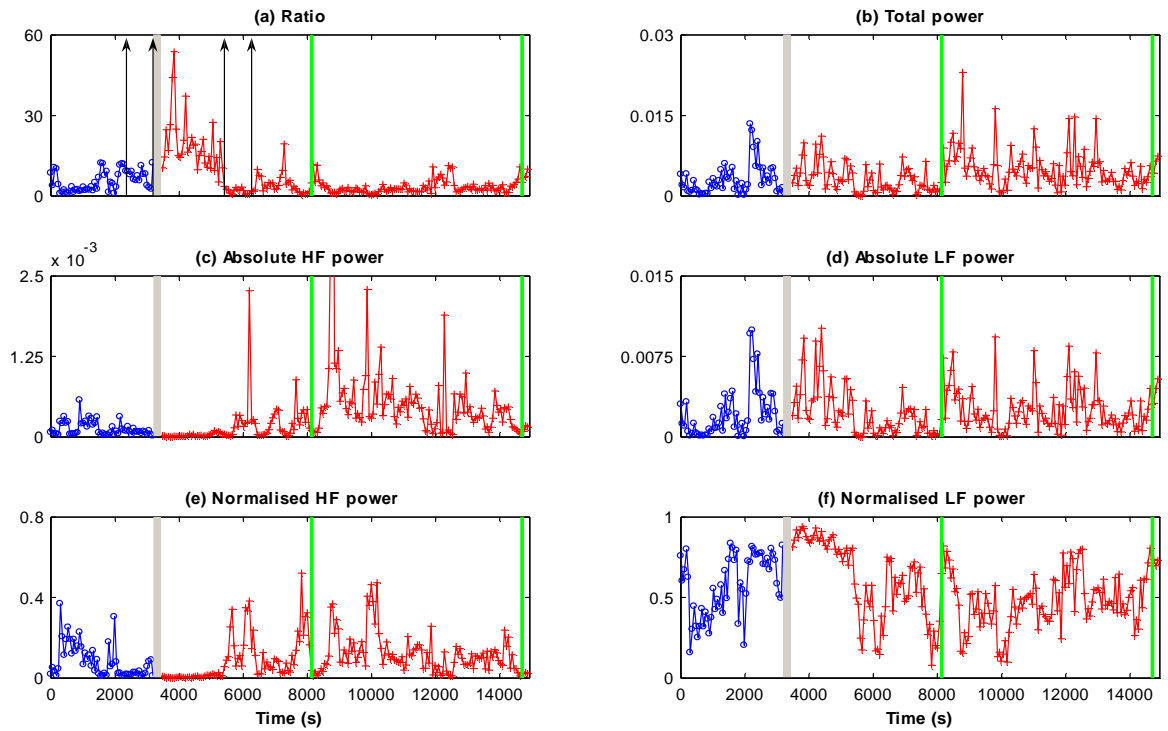 (a) Ratio
(b) Total power
60
30
0
0.03
0.015
0
x 10^-3
(c) Absolute HF power
(d) Absolute LF power
2.5
1.25
0
0.015
0.0075
0
(e) Normalised HF power
(f) Normalised LF power
0.8
0.4
0
1
0.5
0
0 2000 4000 6000 8000 10000 12000 14000
0 2000 4000 6000 8000 10000 12000 14000
Time (s)
Time (s)